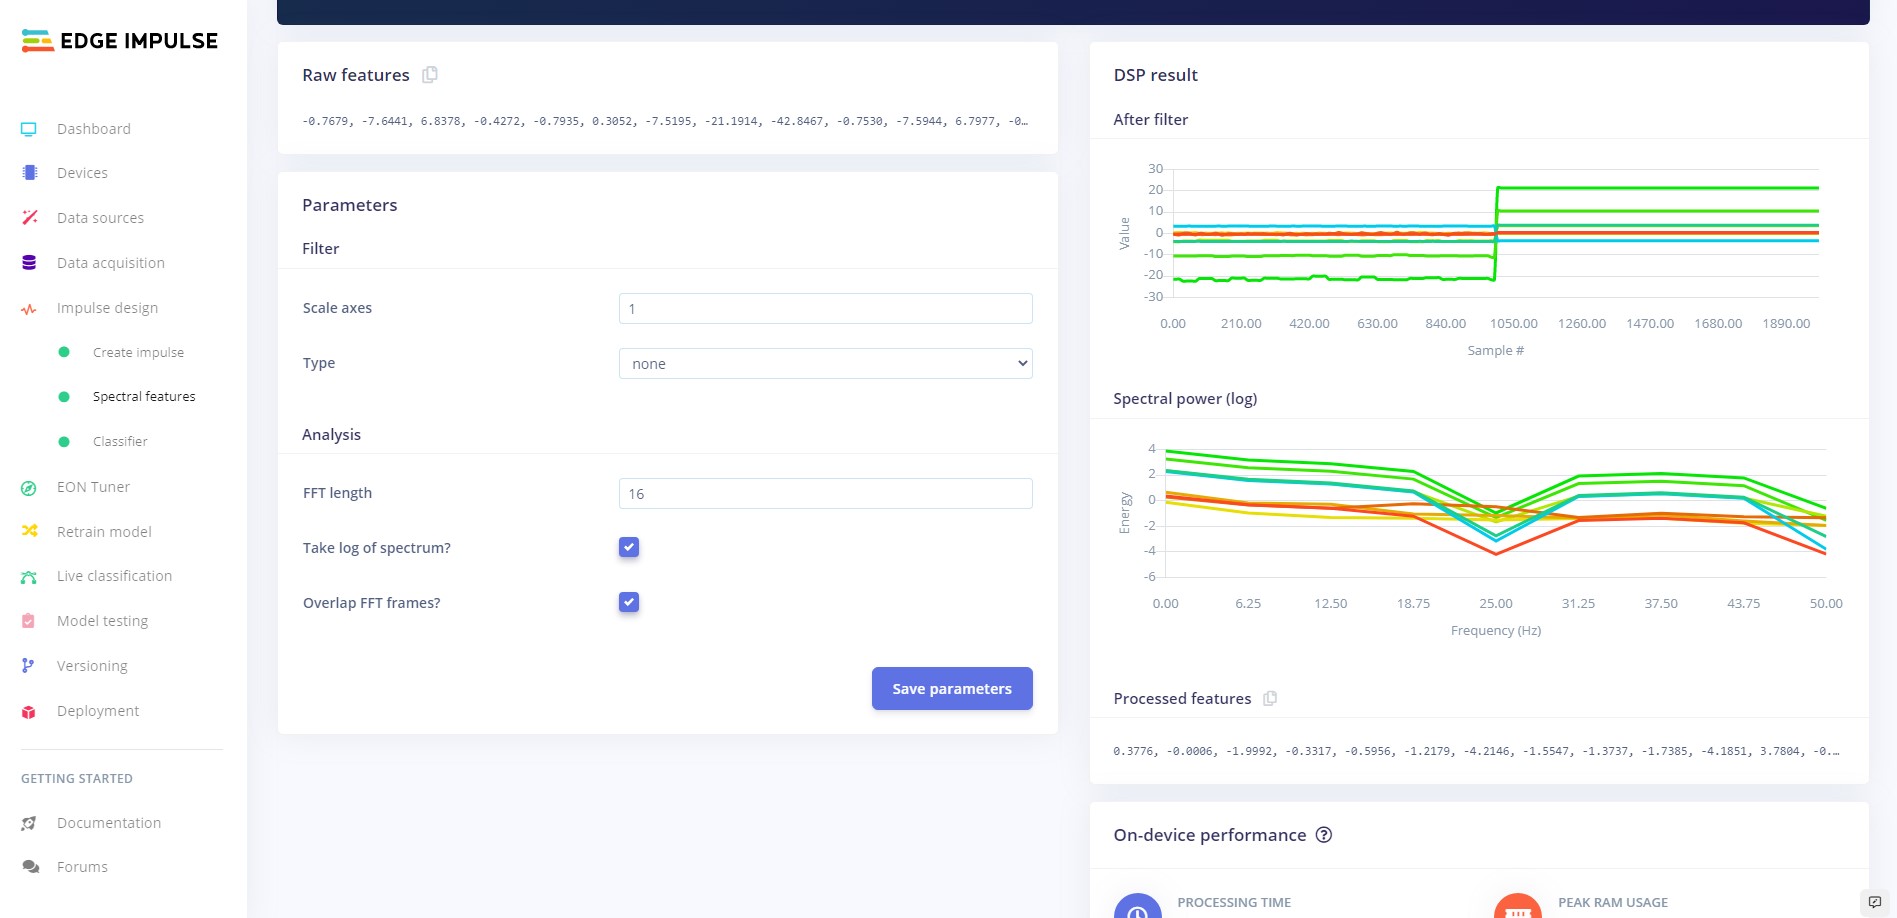 EDGE IMPULSE
Dashboard
Devices
Data sources
Data acquisition
Impulse design
Create impulse
Spectral features
Classifier
EON Tuner
Retrain model
Live classification
Model testing
Versioning
Deployment
GETTING STARTED
Documentation
Forums
Raw features
-0.7679, -7.6441, 6.8378, -0.4272, -0.7935, 0.3052, -7.5195, -21.1914, -42.8467, -0.7530, -7.5944, 6.7977, -0…
Parameters
Filter
Scale axes
1
Type
none
Analysis
FFT length
16
Take log of spectrum?
Overlap FFT frames?
Save parameters
DSP result
After filter
30
20
10
0
-10
-20
-30
Value
0.00 210.00 420.00 630.00 840.00 1050.00 1260.00 1470.00 1680.00 1890.00
Sample #
Spectral power (log)
4
2
0
-2
-4
-6
Energy
0.00 6.25 12.50 18.75 25.00 31.25 37.50 43.75 50.00
Frequency (Hz)
Processed features
0.3776, -0.0006, -1.9992, -0.3317, -0.5956, -1.2179, -4.2146, -1.5547, -1.3737, -1.7385, -4.1851, 3.7804, -0.…
On-device performance ?
PROCESSING TIME
PEAK RAM USAGE